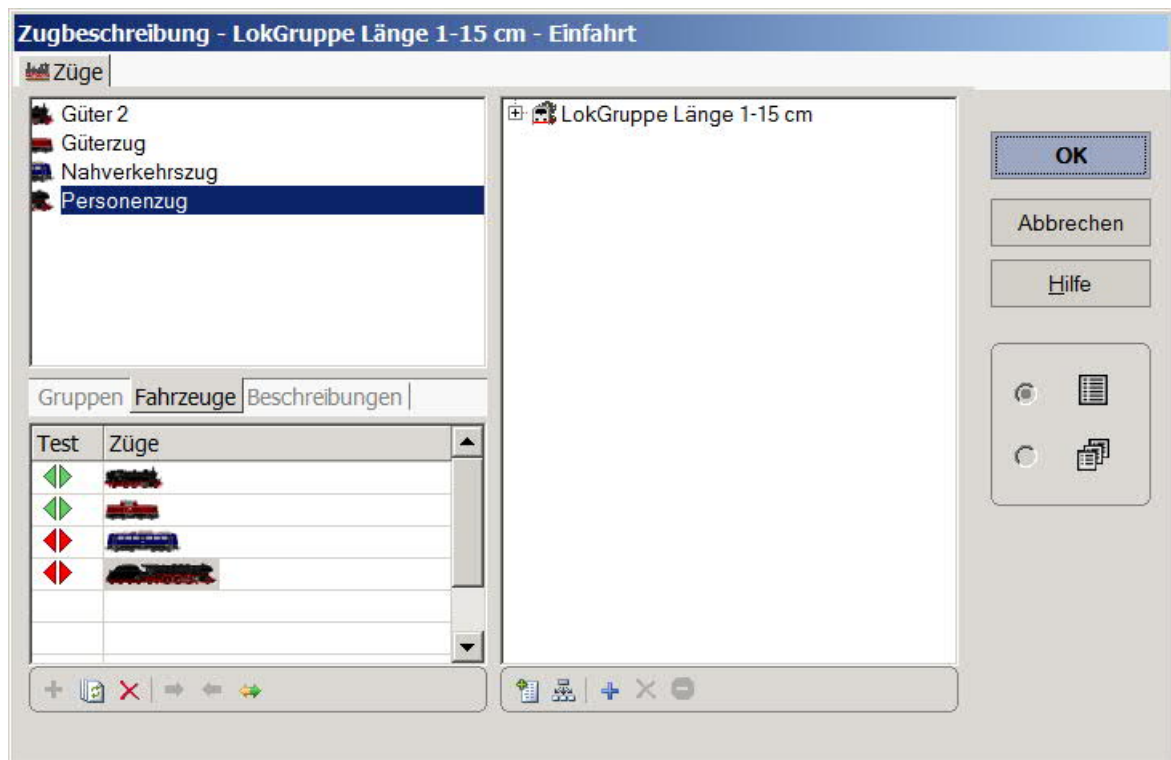 Zugbeschreibung - LokGruppe Länge 1-15 cm - Einfahrt
Züge
Güter 2
Güterzug
Nahverkehrszug
Personenzug
Gruppen Fahrzeuge Beschreibungen
Test Züge
LokGruppe Länge 1-15 cm
OK
Abbrechen
Hilfe